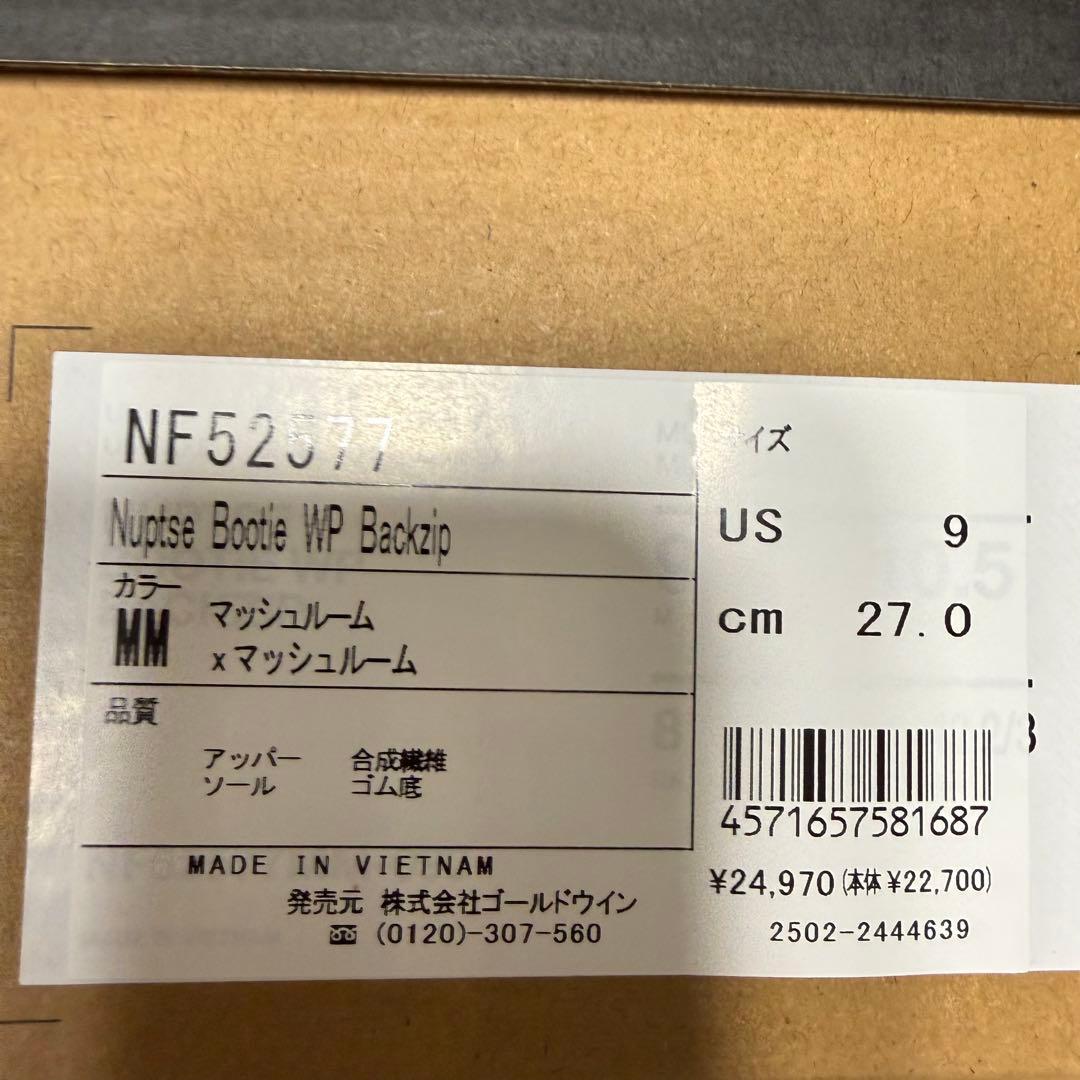 NF52577
Nuptse Bootie WP Backzip
カラー
MM マッシュルーム
xマッシュルーム
品質
アッパー 合成繊維
ソール ゴム底
MADE IN VIETNAM
発売元 株式会社ゴールドウイン
(0120)-307-560
サイズ
US 9
cm 27.0
4571657581687
¥24,970(本体¥22,700)
2502-2444639